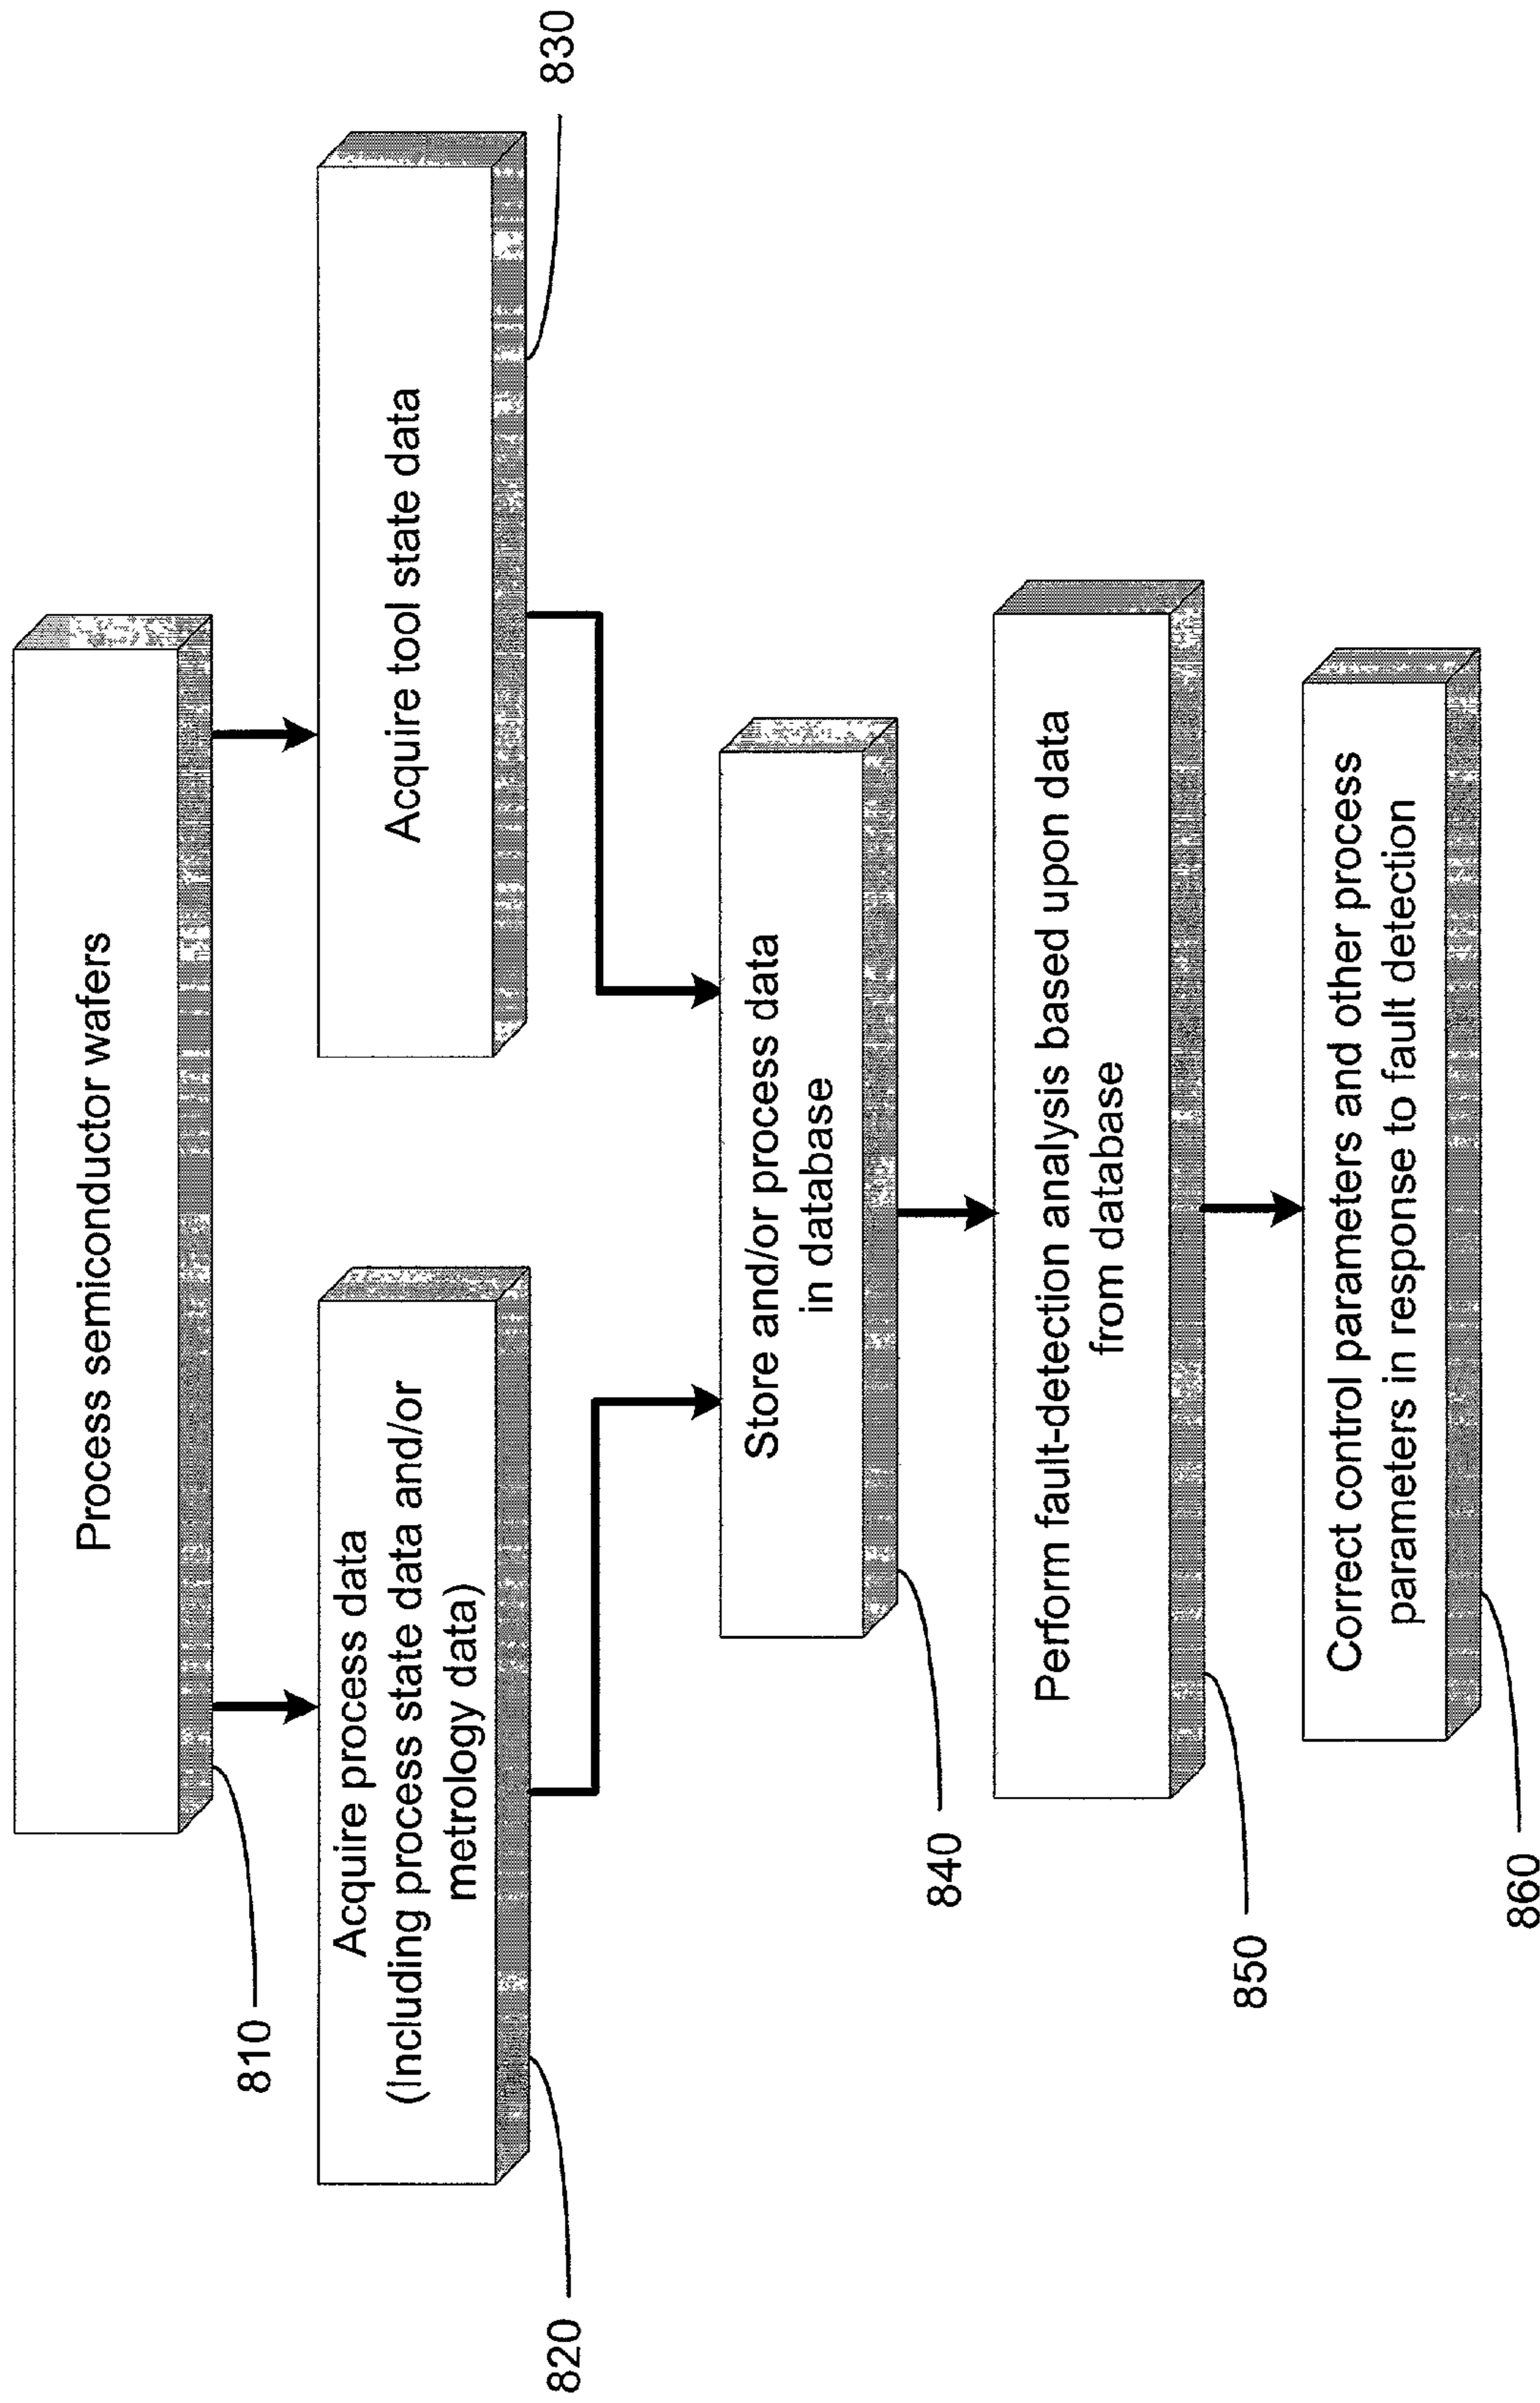 Process semiconductor wafers
810
Acquire process data
(Including process state data and/or
metrology data)
820
Acquire tool state data
830
Store and/or process data
in database
840
Perform fault-detection analysis based upon data
from database
850
Correct control parameters and other process
parameters in response to fault detection
860